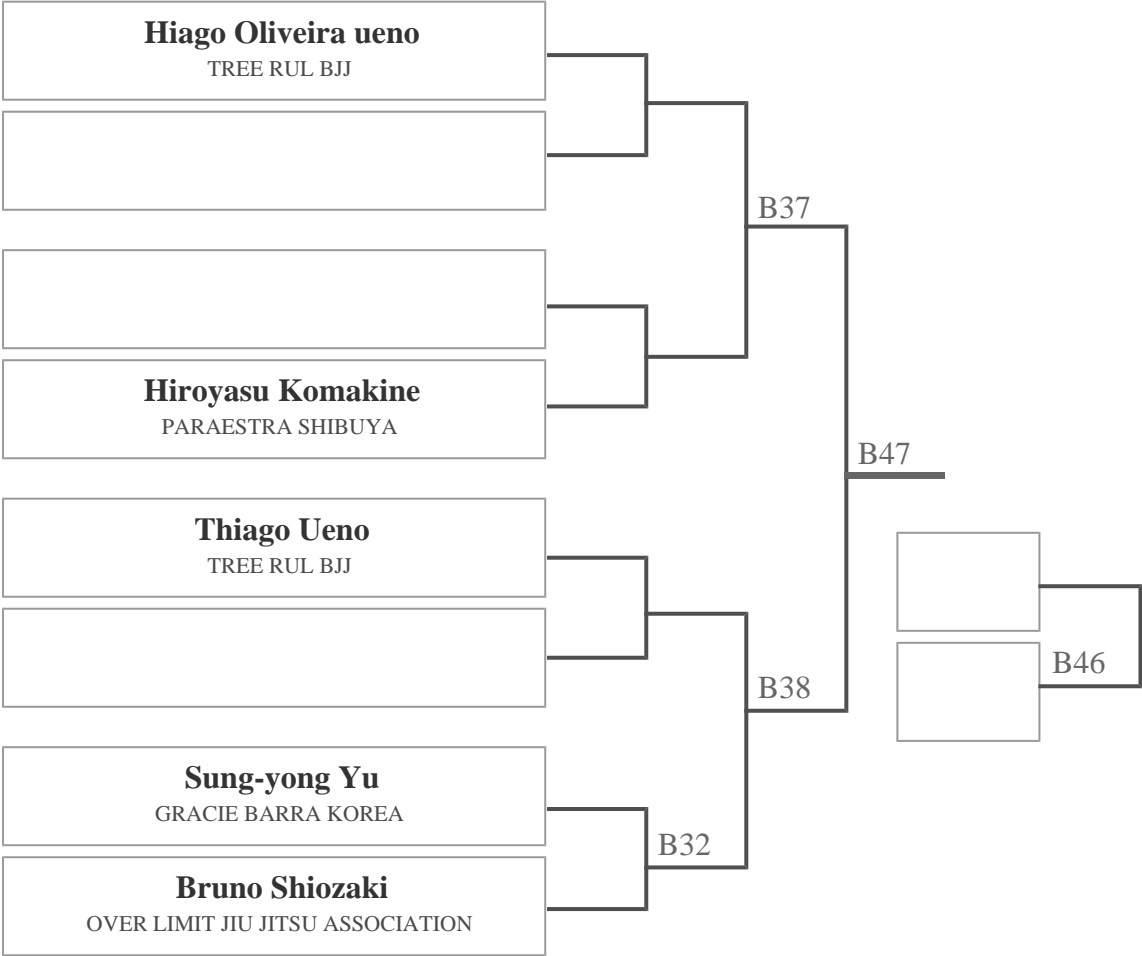 Hiago Oliveira ueno
TREE RUL BJJ
B37
Hiroyasu Komakine
PARAESTRA SHIBUYA
B47
Thiago Ueno
TREE RUL BJJ
B46
B38
Sung-yong Yu
GRACIE BARRA KOREA
B32
Bruno Shiozaki
OVER LIMIT JIU JITSU ASSOCIATION